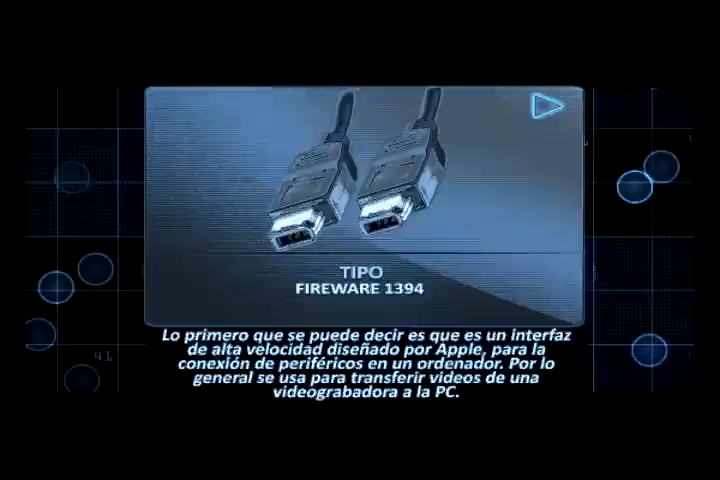 TIPO
FIREWARE 1394
Lo primero que se puede decir es que es un interfaz
de alta velocidad diseñado por Apple, para la
conexión de periféricos en un ordenador. Por lo
general se usa para transferir videos de una
videograbadora a la PC.
41